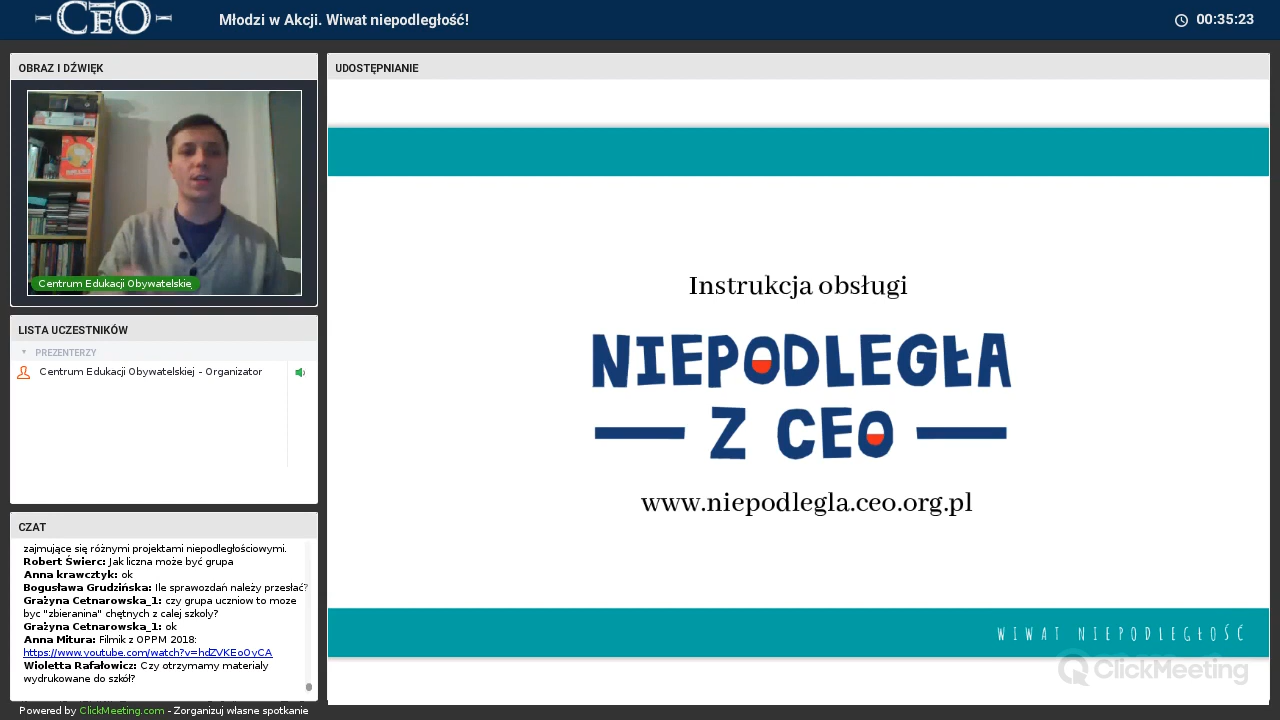 CEO
Młodzi w Akcji. Wiwat niepodległość!
00:35:23
OBRAZ I DŹWIĘK
Centrum Edukacji Obywatelskiej
LISTA UCZESTNIKÓW
PREZENTERZY
Centrum Edukacji Obywatelskiej - Organizator
CZAT
zajmujące się różnymi projektami niepodległościowymi.
Robert Świerc: Jak liczna może być grupa
Anna krawcztyk: ok
Bogusława Grudzińska: Ile sprawozdań należy przesłać?
Grażyna Cetnarowska_1: czy grupa uczniow to moze
byc "zbieranina" chętnych z calej szkoly?
Grażyna Cetnarowska_1: ok
Anna Mitura: Filmik z OPPM 2018:
https://www.youtube.com/watch?v=hdZVKEoOyCA
Wioletta Rafałowicz: Czy otrzymamy materialy
wydrukowane do szkół?
Powered by ClickMeeting.com - Zorganizuj własne spotkanie
UDOSTĘPNIANIE
Instrukcja obsługi
NIEPODLEGŁA
Z CEO
www.niepodlegla.ceo.org.pl
WIWAT NIEPODLEGŁOŚĆ
ClickMeeting